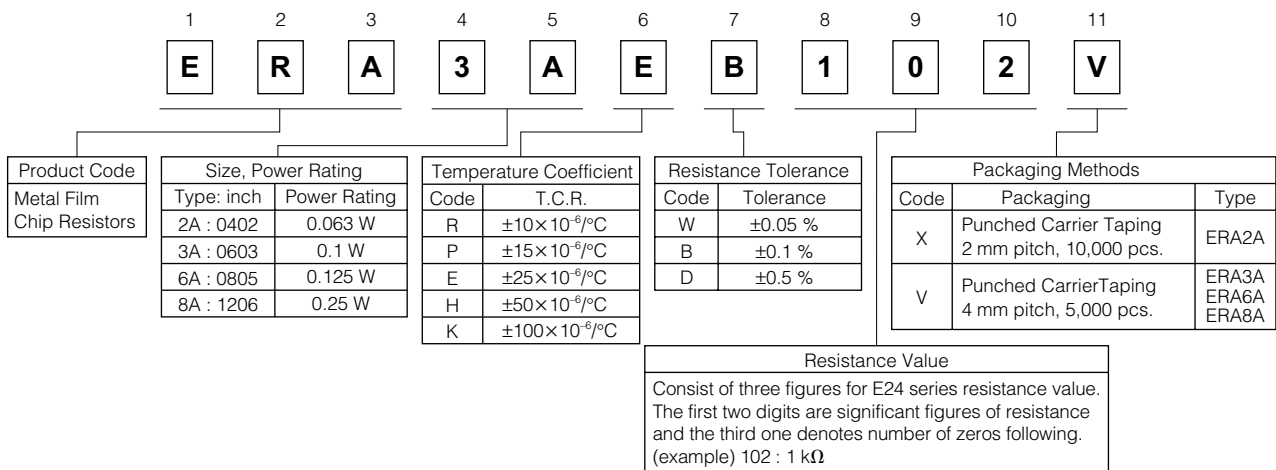 1 2 3 4 5 6 7 8 9 10 11
E R A 3 A E B 1 0 2 V
Product Code
Metal Film
Chip Resistors
Size, Power Rating
Type: inch Power Rating
2A : 0402 0.063 W
3A : 0603 0.1 W
6A : 0805 0.125 W
8A : 1206 0.25 W
Temperature Coefficient
Code T.C.R.
R ±10×10⁻⁶/°C
P ±15×10⁻⁶/°C
E ±25×10⁻⁶/°C
H ±50×10⁻⁶/°C
K ±100×10⁻⁶/°C
Resistance Tolerance
Code Tolerance
W ±0.05 %
B ±0.1 %
D ±0.5 %
Packaging Methods
Code Packaging Type
X Punched Carrier Taping
2 mm pitch, 10,000 pcs. ERA2A
V Punched CarrierTaping
4 mm pitch, 5,000 pcs.
ERA3A
ERA6A
ERA8A
Resistance Value
Consist of three figures for E24 series resistance value.
The first two digits are significant figures of resistance
and the third one denotes number of zeros following.
(example) 102 : 1 kΩ